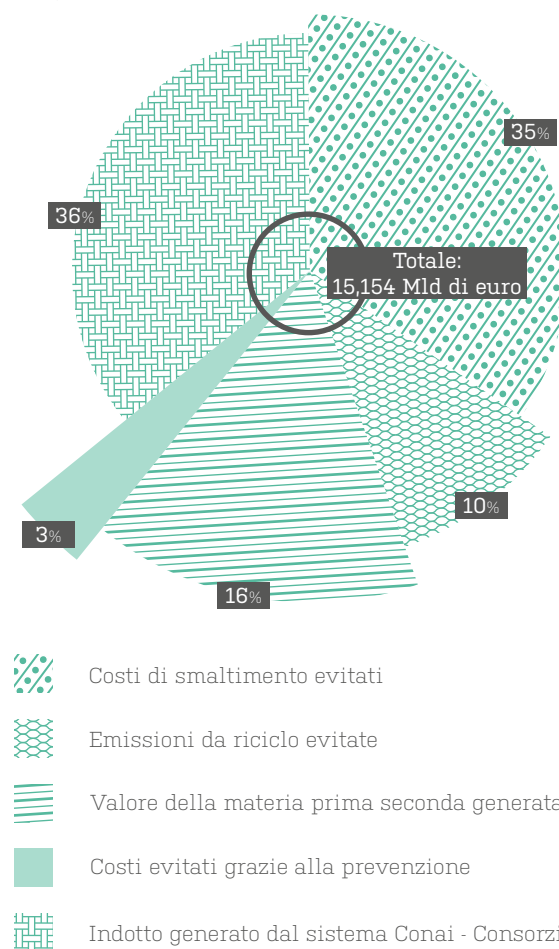 35%
36%
Totale:
15,154 Mld di euro
10%
3%
16%
Costi di smaltimento evitati
Emissioni da riciclo evitate
Valore della materia prima seconda generata
Costi evitati grazie alla prevenzione
Indotto generato dal sistema Conai - Consorzi